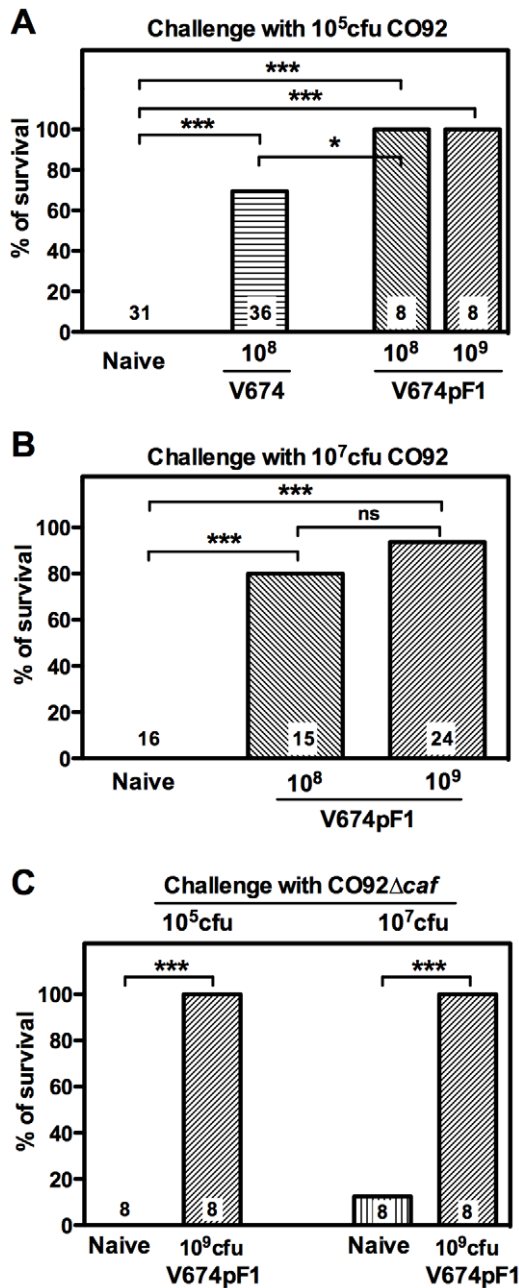 A
Challenge with 10⁵cfu CO92
% of survival
***
***
***
*
100
80
60
40
20
0
31
36
8
8
Naive
10⁸
10⁸
10⁹
V674
V674pF1
B
Challenge with 10⁷cfu CO92
% of survival
***
ns
***
100
80
60
40
20
0
16
15
24
Naive
10⁸
10⁹
V674pF1
C
Challenge with CO92Δcaf
10⁵cfu
10⁷cfu
% of survival
***
***
100
80
60
40
20
0
8
8
8
8
Naive
10⁹cfu
Naive
10⁹cfu
V674pF1
V674pF1